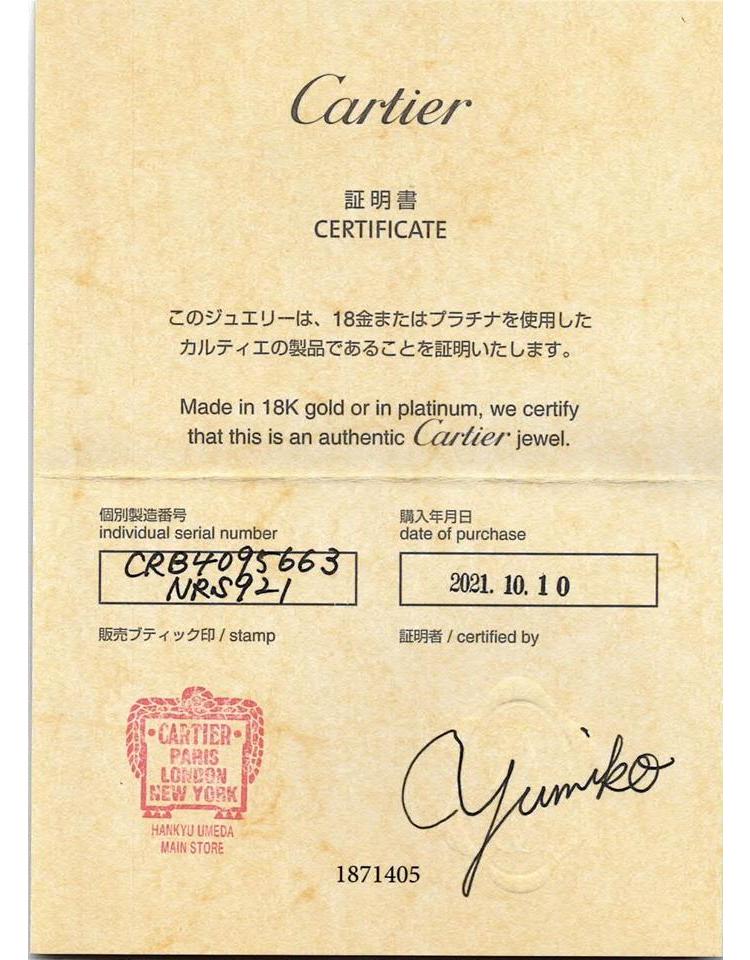 Cartier
証明書
CERTIFICATE
このジュエリーは、18金またはプラチナを使用した
カルティエの製品であることを証明いたします。
Made in 18K gold or in platinum, we certify
that this is an authentic Cartier jewel.
個別製造番号
individual serial number
CRB4095663
NRS921
購入年月日
date of purchase
2021. 10. 10
販売ブティック印 / stamp
証明者 / certified by
CARTIER
PARIS
LONDON
NEW YORK
HANKYU UMEDA
MAIN STORE
Yumiko
1871405